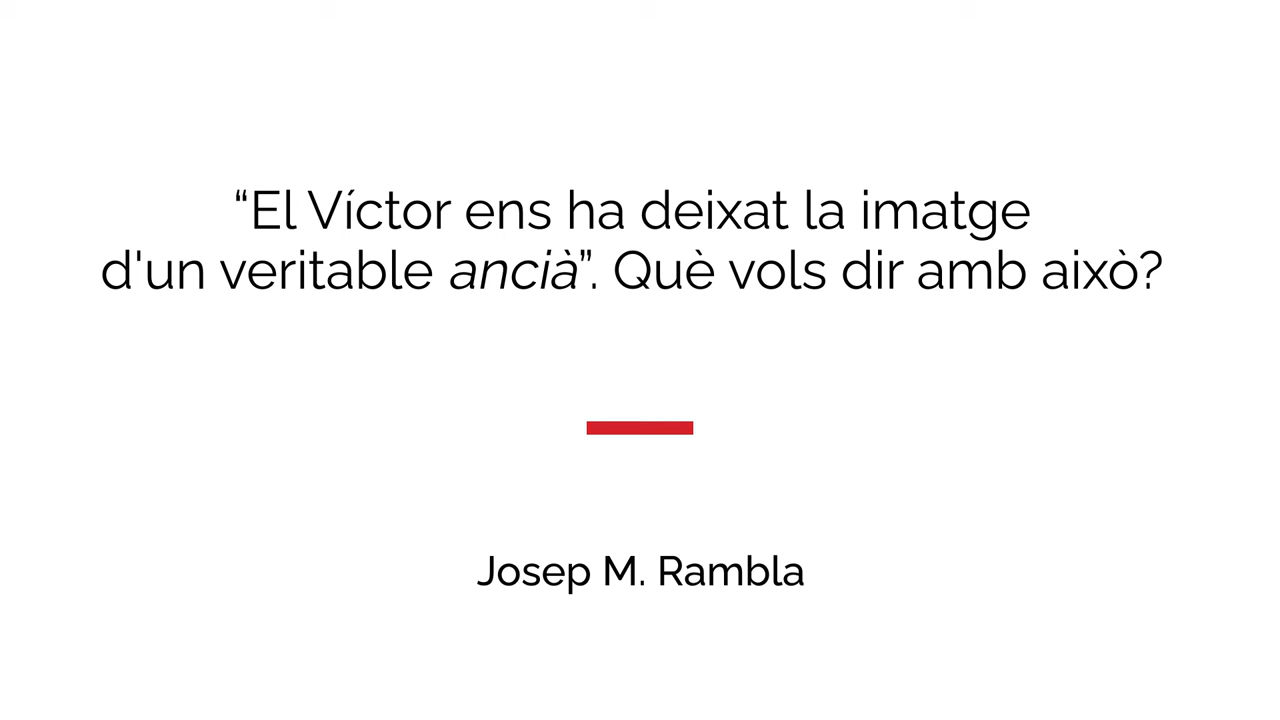 “El Víctor ens ha deixat la imatge
d'un veritable ancià”. Què vols dir amb això?
Josep M. Rambla